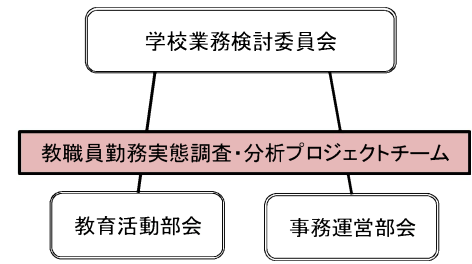 学校業務検討委員会
教職員勤務実態調査・分析プロジェクトチーム
教育活動部会
事務運営部会